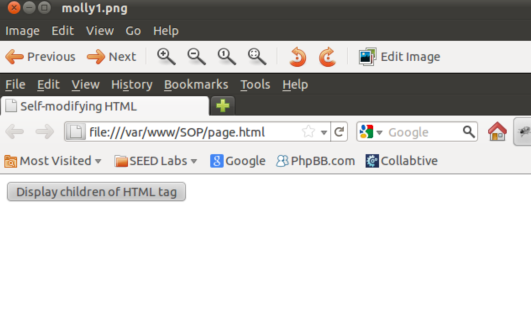 molly1.png
Image Edit View Go Help
Previous Next Edit Image
File Edit View History Bookmarks Tools Help
Self-modifying HTML
file:///var/www/SOP/page.html Google
Most Visited SEED Labs Google PhpBB.com Collabtive
Display children of HTML tag